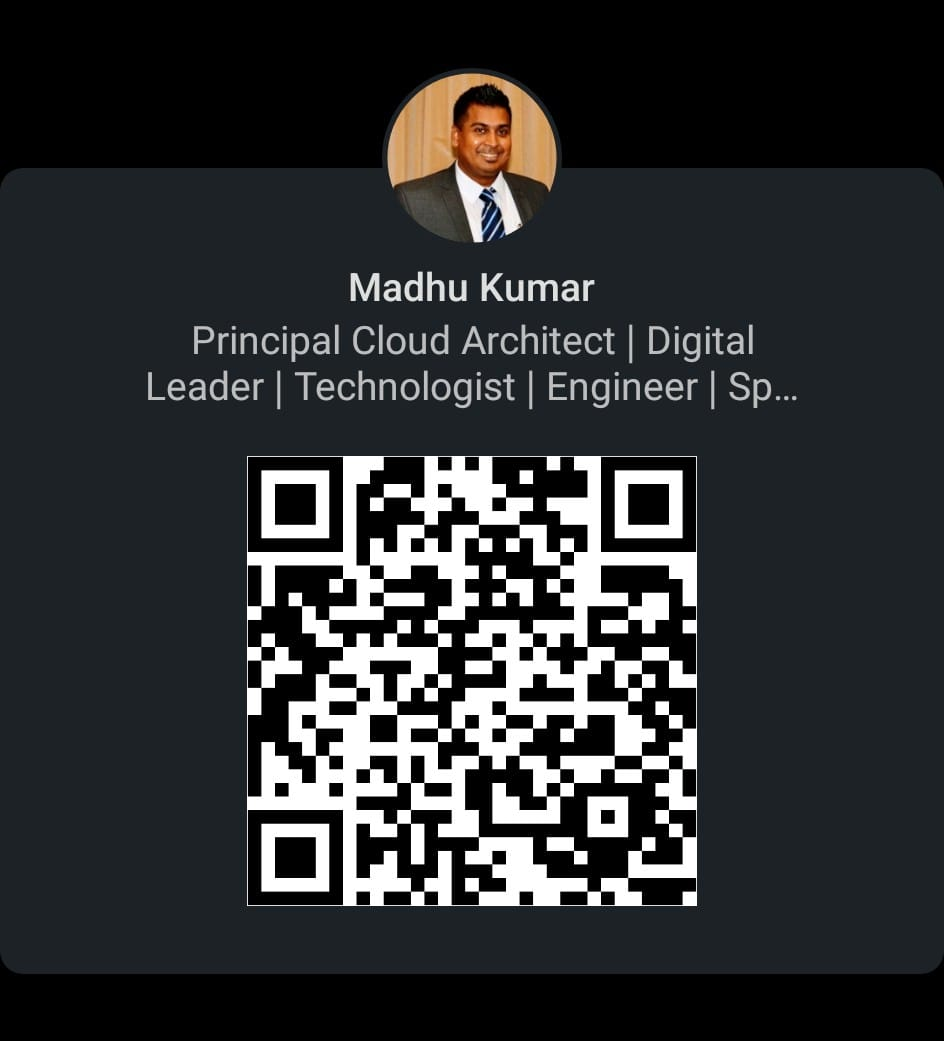 Madhu Kumar
Principal Cloud Architect | Digital
Leader | Technologist | Engineer | Sp...